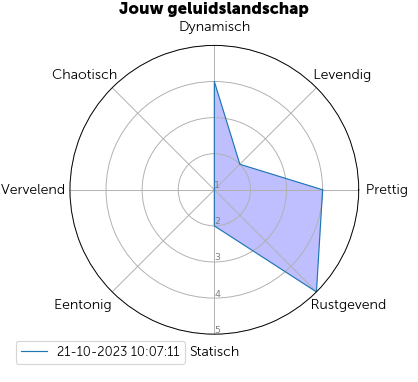 Jouw geluidslandschap
Dynamisch
Chaotisch
Levendig
Vervelend
Prettig
1
2
3
4
5
Eentonig
Rustgevend
21-10-2023 10:07:11
Statisch